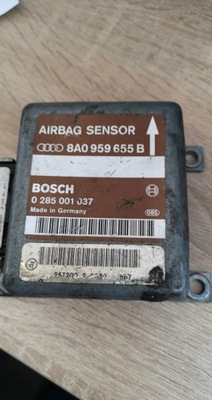 AIRBAG SENSOR
8A0 959 655 B
BOSCH
0 285 001 037
Made in Germany